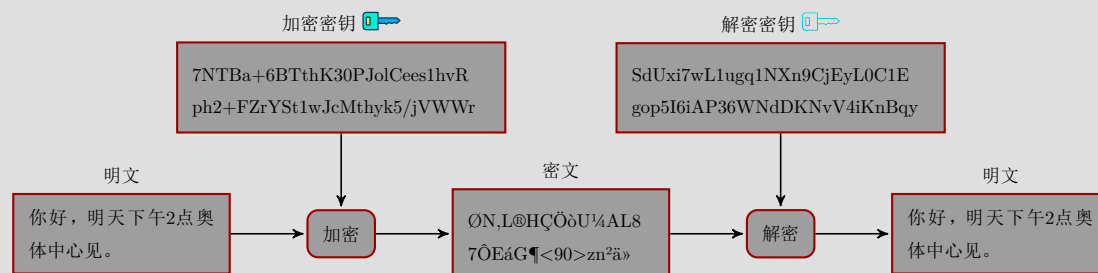 加密密钥
解密密钥
7NTBa+6BTthK30PJolCees1hvR
ph2+FZrYSt1wJcMthyk5/jVWWr
SdUxi7wL1ugq1NXn9CjEyL0C1E
gop5I6iAP36WNdDKNvV4iKnBqy
明文
密文
明文
你好，明天下午2点奥
体中心见。
加密
ØN,L®HÇÖòU¼AL8
7ÔEáG¶<90>zn²ä»
解密
你好，明天下午2点奥
体中心见。